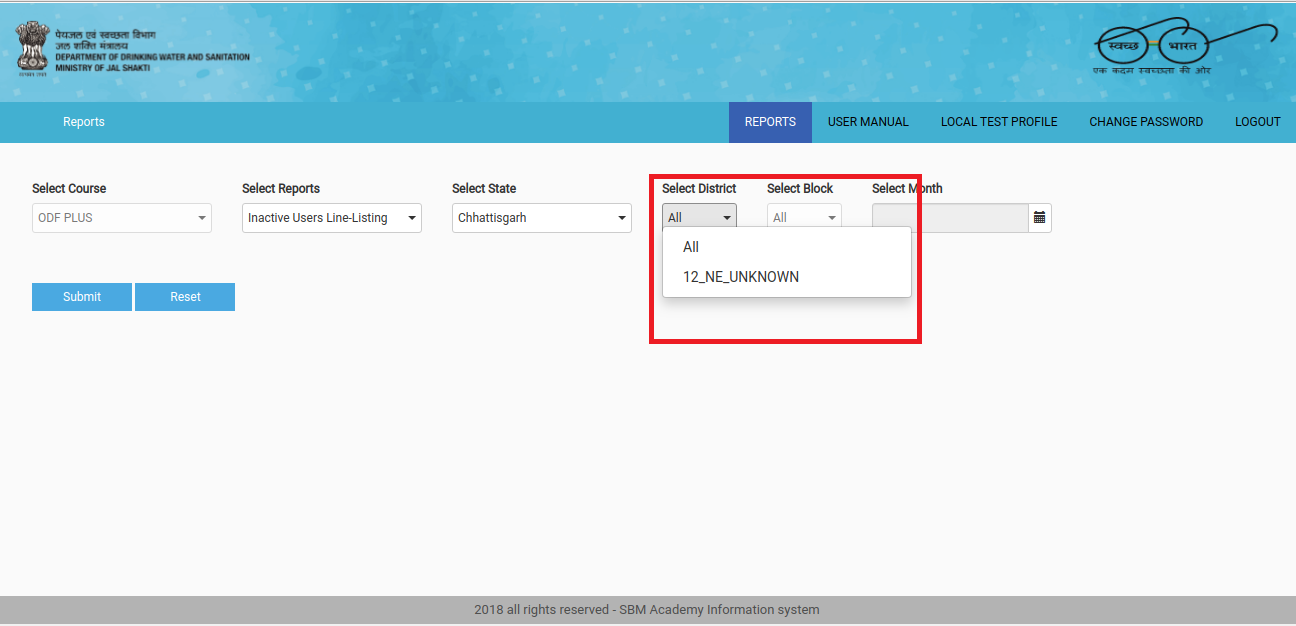 पेयजल एवं स्वच्छता विभाग
जल शक्ति मंत्रालय
DEPARTMENT OF DRINKING WATER AND SANITATION
MINISTRY OF JAL SHAKTI
स्वच्छ भारत
एक कदम स्वच्छता की ओर
Reports
REPORTS
USER MANUAL
LOCAL TEST PROFILE
CHANGE PASSWORD
LOGOUT
Select Course
Select Reports
Select State
Select District
Select Block
Select Month
ODF PLUS
Inactive Users Line-Listing
Chhattisgarh
All
All
All
12_NE_UNKNOWN
Submit
Reset
2018 all rights reserved - SBM Academy Information system